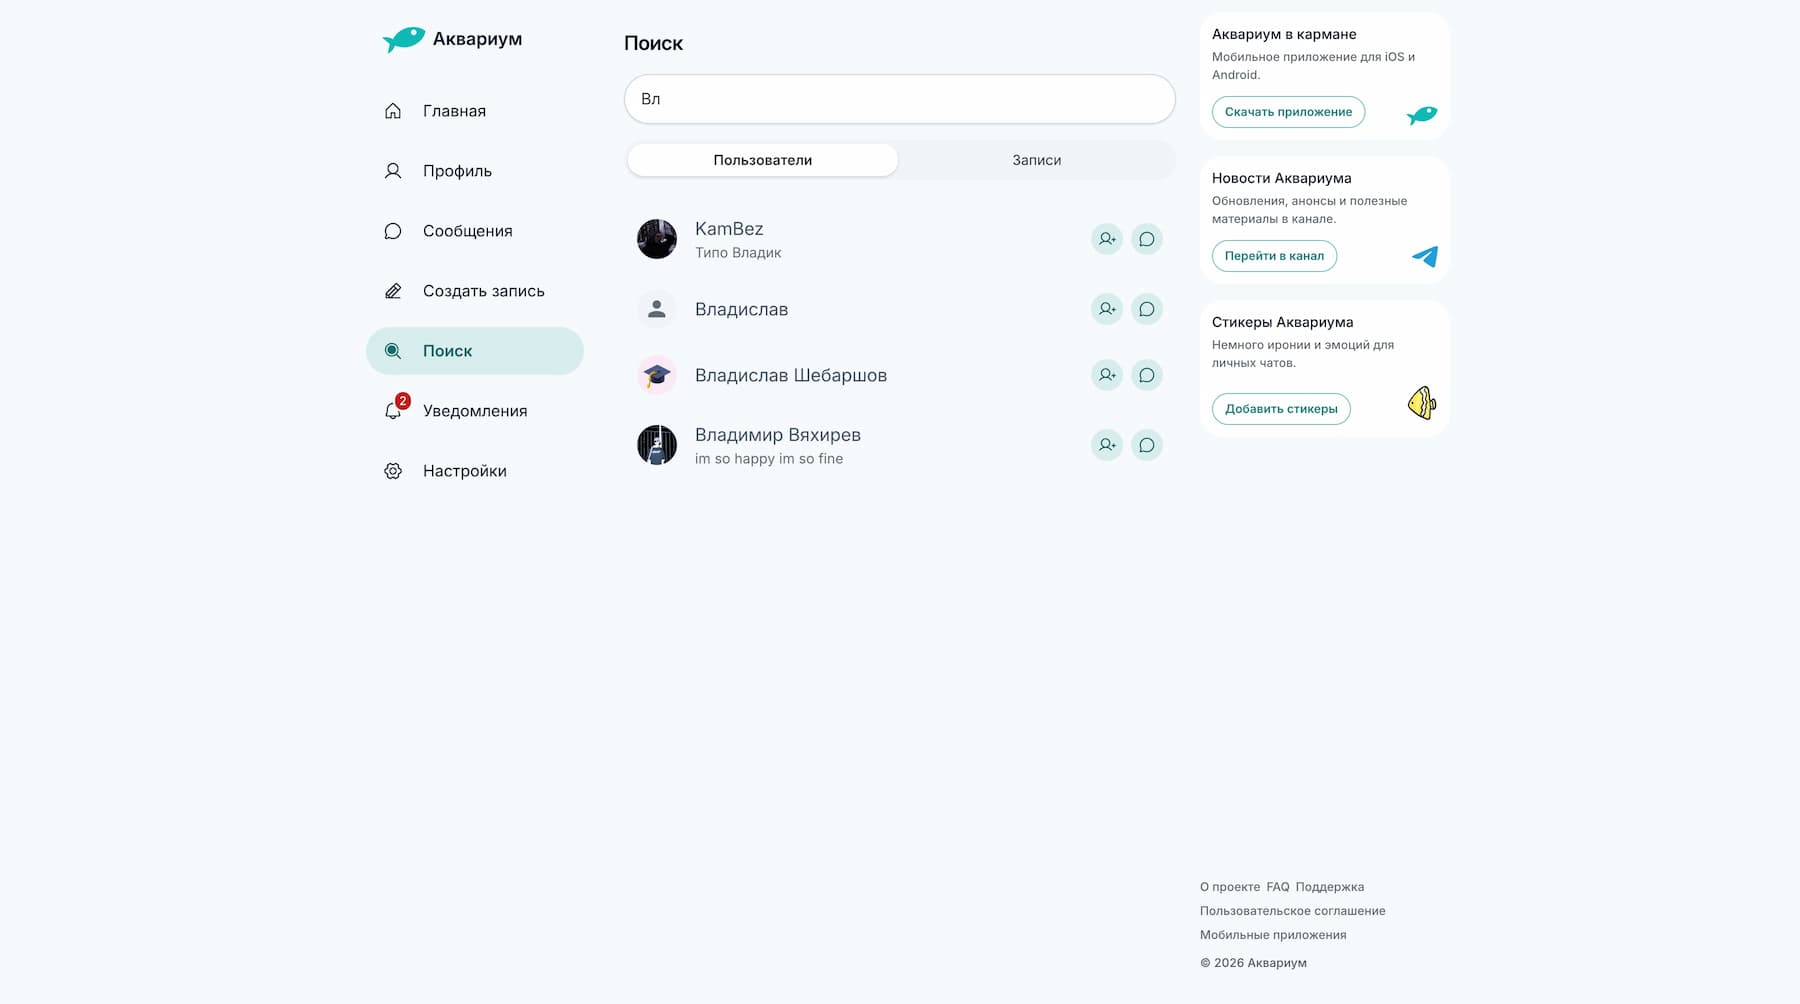 Аквариум
Главная
Профиль
Сообщения
Создать запись
Поиск
2
Уведомления
Настройки
Поиск
Вл
Пользователи
Записи
KamBez
Типо Владик
Владислав
Владислав Шебаршов
Владимир Вяхирев
im so happy im so fine
Аквариум в кармане
Мобильное приложение для iOS и
Android.
Скачать приложение
Новости Аквариума
Обновления, анонсы и полезные
материалы в канале.
Перейти в канал
Стикеры Аквариума
Немного иронии и эмоций для
личных чатов.
Добавить стикеры
О проекте FAQ Поддержка
Пользовательское соглашение
Мобильные приложения
© 2026 Аквариум